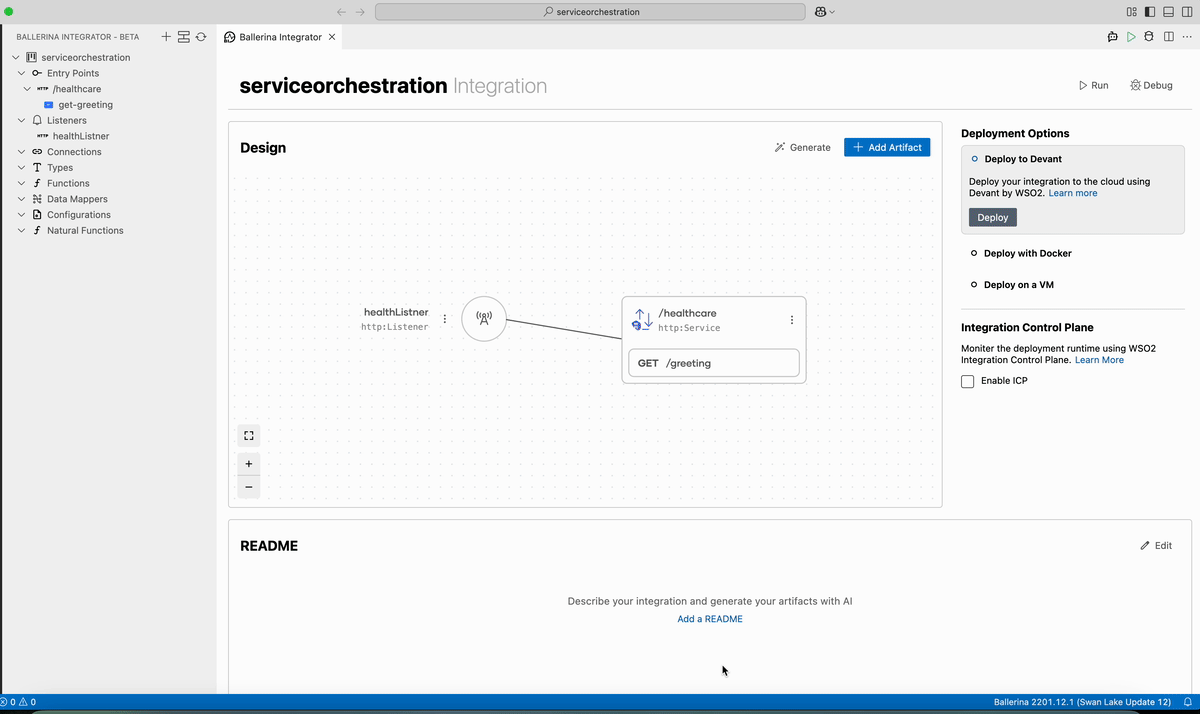 serviceorchestration
BALLERINA INTEGRATOR - BETA
Ballerina Integrator
serviceorchestration
Entry Points
HTTP /healthcare
get-greeting
Listeners
HTTP healthListner
Connections
Types
Functions
Data Mappers
Configurations
Natural Functions
serviceorchestration Integration
Run
Debug
Design
Generate
Add Artifact
healthListner
http:Listener
/healthcare
http:Service
GET /greeting
Deployment Options
Deploy to Devant
Deploy your integration to the cloud using
Devant by WSO2. Learn more
Deploy
Deploy with Docker
Deploy on a VM
Integration Control Plane
Moniter the deployment runtime using WSO2
Integration Control Plane. Learn More
Enable ICP
README
Edit
Describe your integration and generate your artifacts with AI
Add a README
0 0
Ballerina 2201.12.1 (Swan Lake Update 12)